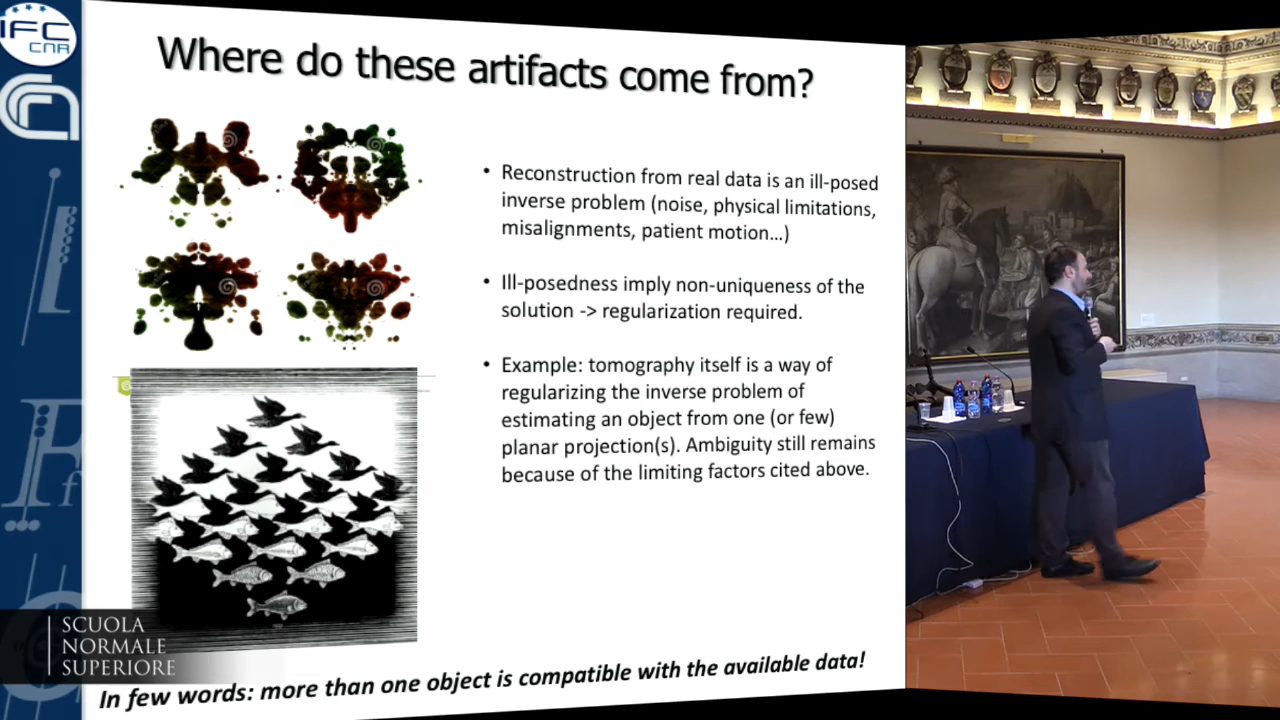 IFC
CNR
Where do these artifacts come from?
• Reconstruction from real data is an ill-posed
inverse problem (noise, physical limitations,
misalignments, patient motion...)
• Ill-posedness imply non-uniqueness of the
solution -> regularization required.
• Example: tomography itself is a way of
regularizing the inverse problem of
estimating an object from one (or few)
planar projection(s). Ambiguity still remains
because of the limiting factors cited above.
SCUOLA
NORMALE
SUPERIORE
In few words: more than one object is compatible with the available data!